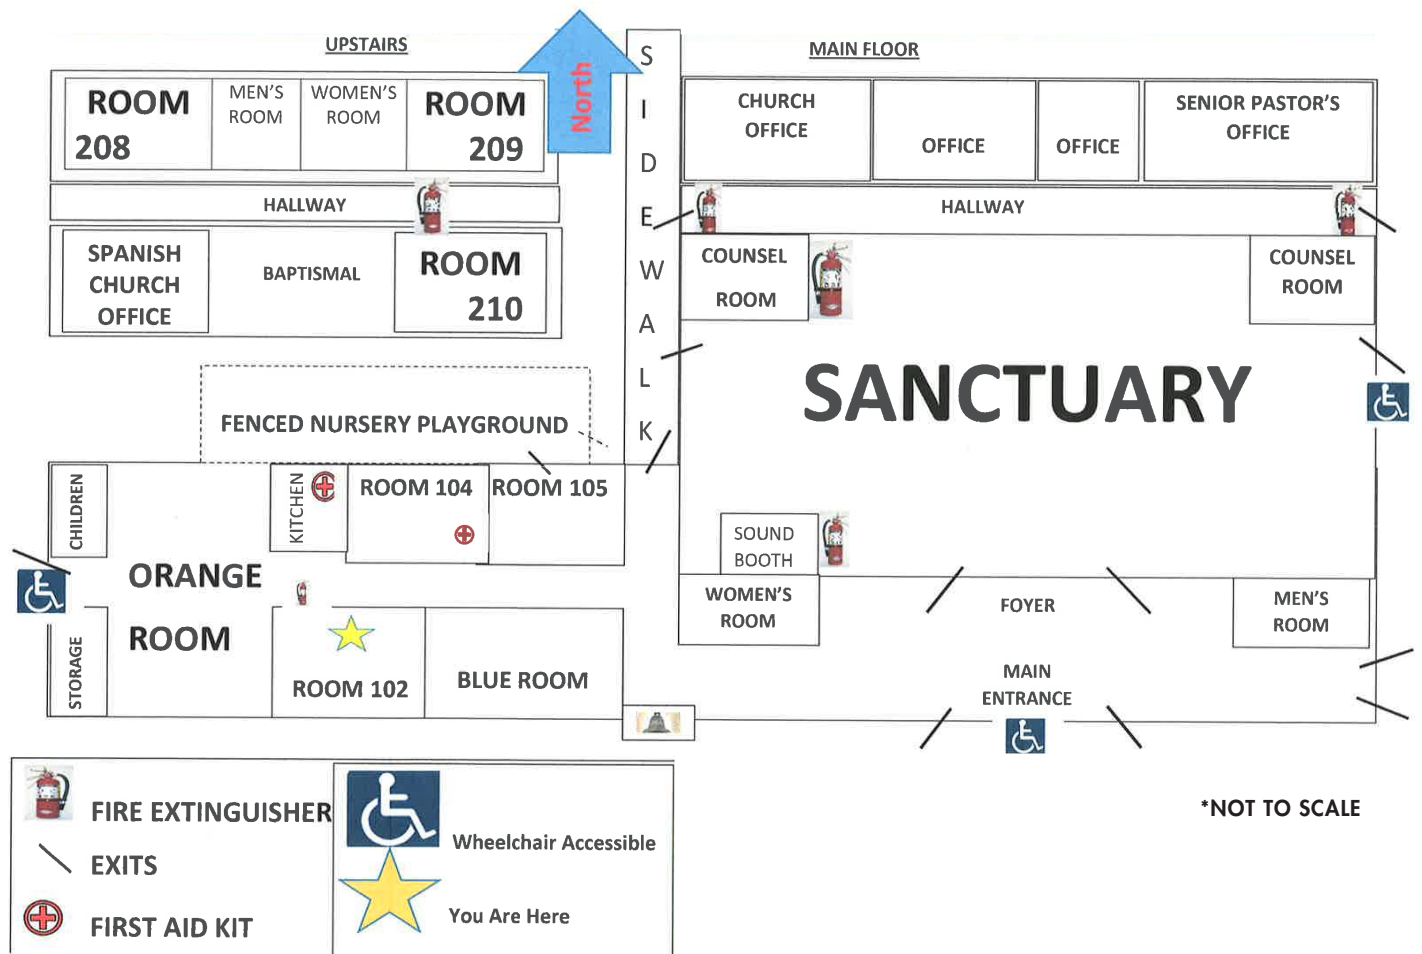 UPSTAIRS
MAIN FLOOR
North
SIDEWALK
ROOM
208
MEN'S
ROOM
WOMEN'S
ROOM
ROOM
209
CHURCH
OFFICE
OFFICE
OFFICE
SENIOR PASTOR'S
OFFICE
HALLWAY
HALLWAY
SPANISH
CHURCH
OFFICE
BAPTISMAL
ROOM
210
COUNSEL
ROOM
COUNSEL
ROOM
SANCTUARY
FENCED NURSERY PLAYGROUND
CHILDREN
KITCHEN
ROOM 104
ROOM 105
SOUND
BOOTH
ORANGE
ROOM
WOMEN'S
ROOM
FOYER
MEN'S
ROOM
STORAGE
ROOM 102
BLUE ROOM
MAIN
ENTRANCE
FIRE EXTINGUISHER
EXITS
FIRST AID KIT
Wheelchair Accessible
You Are Here
*NOT TO SCALE